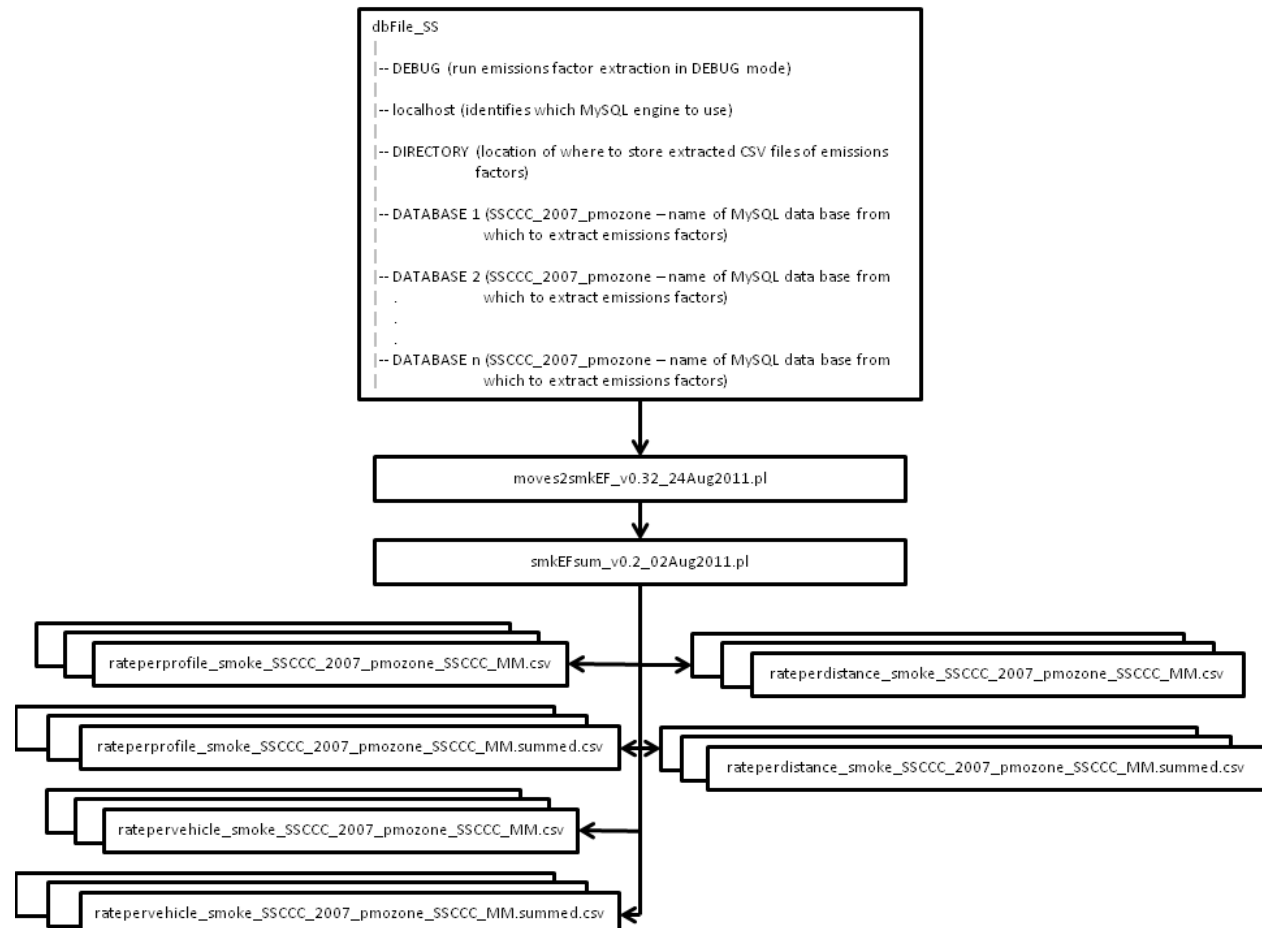 dbFile_SS
-- DEBUG (run emissions factor extraction in DEBUG mode)
-- localhost (identifies which MySQL engine to use)
-- DIRECTORY (location of where to store extracted CSV files of emissions
factors)
-- DATABASE 1 (SSCCC_2007_pmozone – name of MySQL data base from
which to extract emissions factors)
-- DATABASE 2 (SSCCC_2007_pmozone – name of MySQL data base from
which to extract emissions factors)
.
.
.
-- DATABASE n (SSCCC_2007_pmozone – name of MySQL data base from
which to extract emissions factors)
moves2smkEF_v0.32_24Aug2011.pl
smkEFsum_v0.2_02Aug2011.pl
rateperprofile_smoke_SSCCC_2007_pmozone_SSCCC_MM.csv
rateperdistance_smoke_SSCCC_2007_pmozone_SSCCC_MM.csv
rateperprofile_smoke_SSCCC_2007_pmozone_SSCCC_MM.summed.csv
rateperdistance_smoke_SSCCC_2007_pmozone_SSCCC_MM.summed.csv
ratepervehicle_smoke_SSCCC_2007_pmozone_SSCCC_MM.csv
ratepervehicle_smoke_SSCCC_2007_pmozone_SSCCC_MM.summed.csv